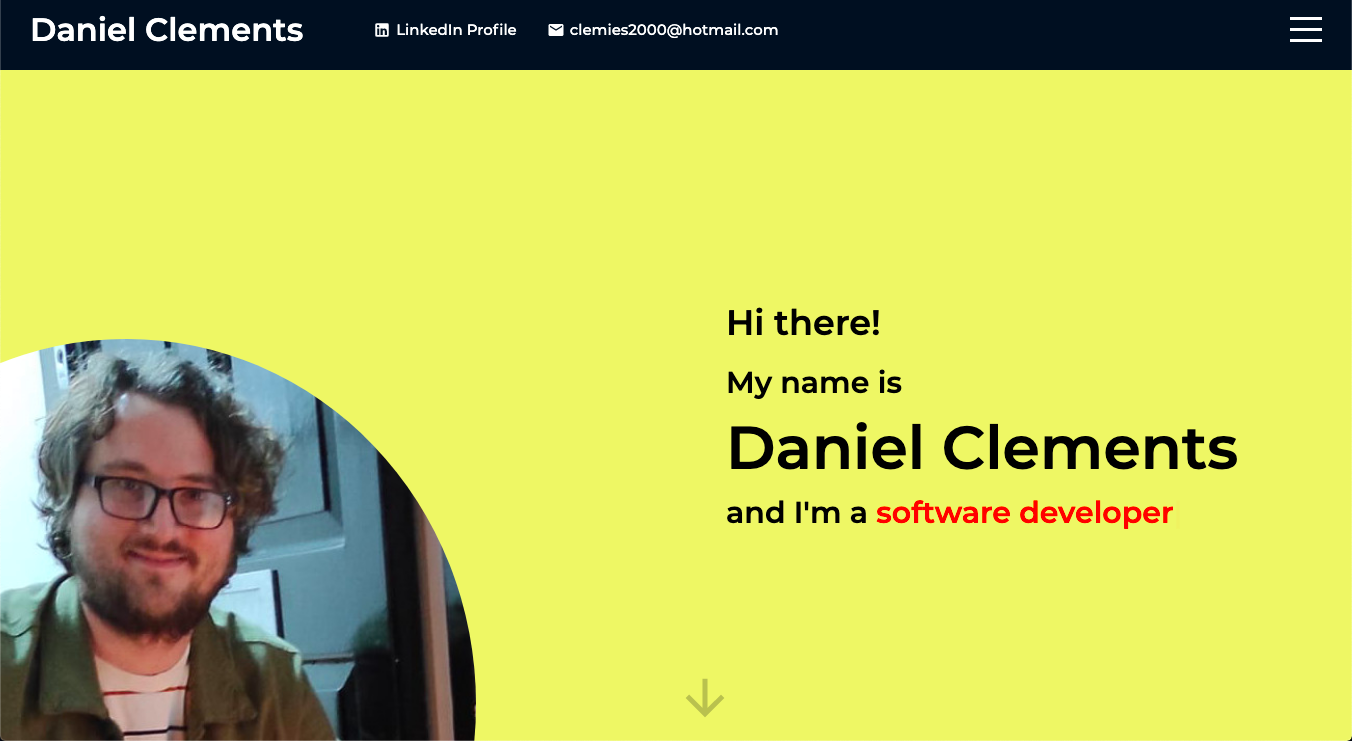 Daniel Clements
LinkedIn Profile
clemies2000@hotmail.com
Hi there!
My name is
Daniel Clements
and I'm a software developer